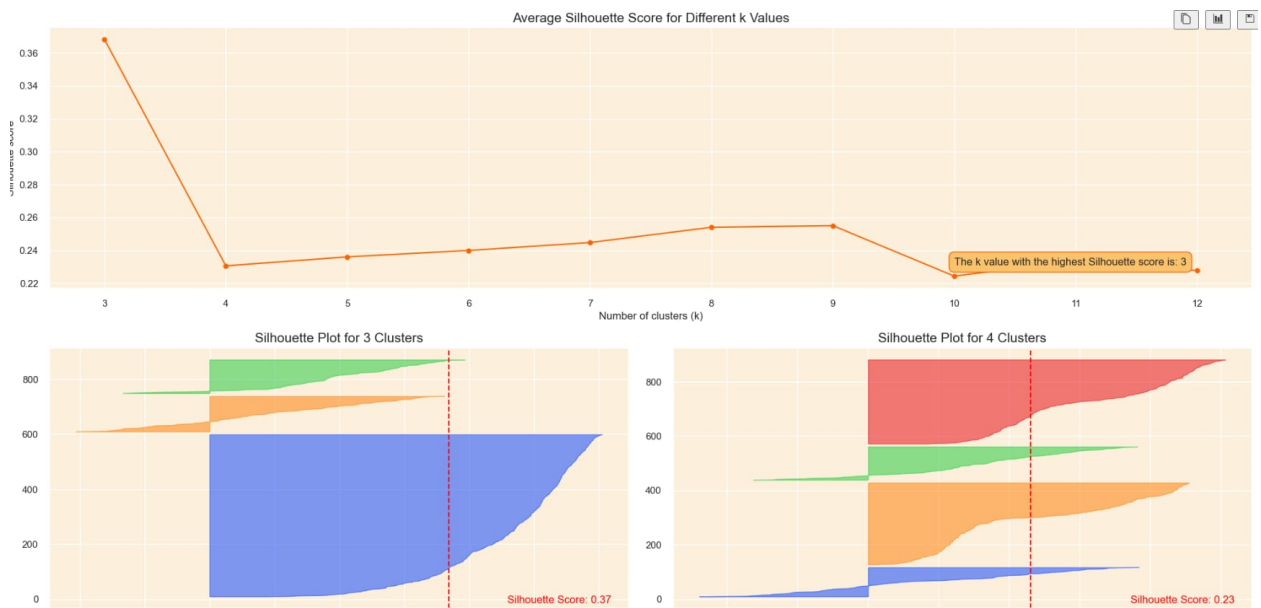 Average Silhouette Score for Different k Values
0.36
0.34
0.32
0.30
0.28
0.26
0.24
0.22
Silhouette score
The k value with the highest Silhouette score is: 3
3 4 5 6 7 8 9 10 11 12
Number of clusters (k)
Silhouette Plot for 3 Clusters
800
600
400
200
0
Silhouette Score: 0.37
Silhouette Plot for 4 Clusters
800
600
400
200
0
Silhouette Score: 0.23